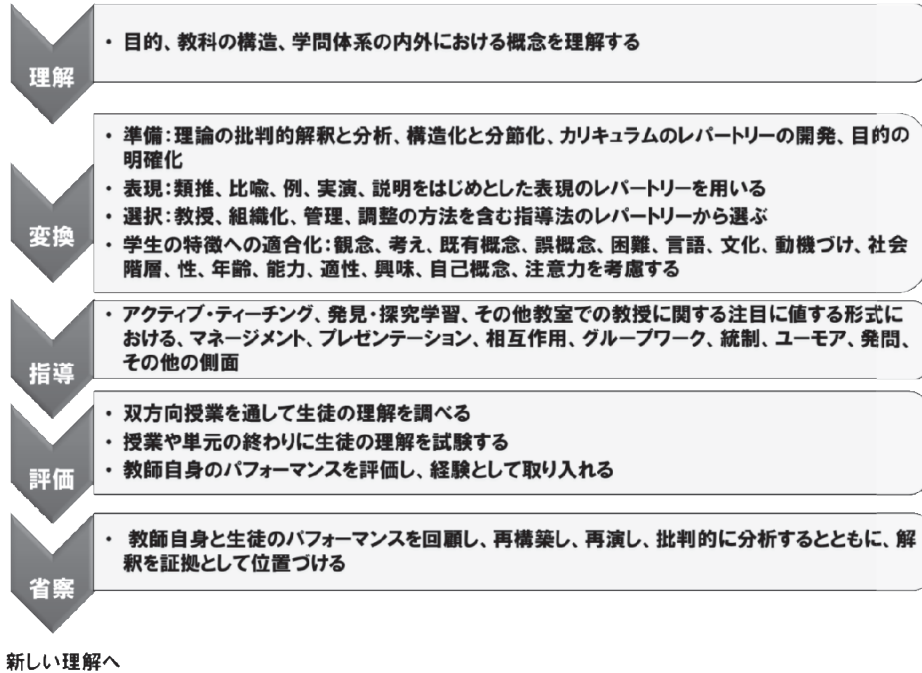 理解
・ 目的、教科の構造、学問体系の内外における概念を理解する
変換
・ 準備：理論の批判的解釈と分析、構造化と分節化、カリキュラムのレパートリーの開発、目的の
明確化
・ 表現：類推、比喩、例、実演、説明をはじめとした表現のレパートリーを用いる
・ 選択：教授、組織化、管理、調整の方法を含む指導法のレパートリーから選ぶ
・ 学生の特徴への適合化：観念、考え、既有概念、誤概念、困難、言語、文化、動機づけ、社会
階層、性、年齢、能力、適性、興味、自己概念、注意力を考慮する
指導
・ アクティブ・ティーチング、発見・探究学習、その他教室での教授に関する注目に値する形式に
おける、マネージメント、プレゼンテーション、相互作用、グループワーク、統制、ユーモア、発問、
その他の側面
評価
・ 双方向授業を通して生徒の理解を調べる
・ 授業や単元の終わりに生徒の理解を試験する
・ 教師自身のパフォーマンスを評価し、経験として取り入れる
省察
・ 教師自身と生徒のパフォーマンスを回顧し、再構築し、再演し、批判的に分析するとともに、解
釈を証拠として位置づける
新しい理解へ